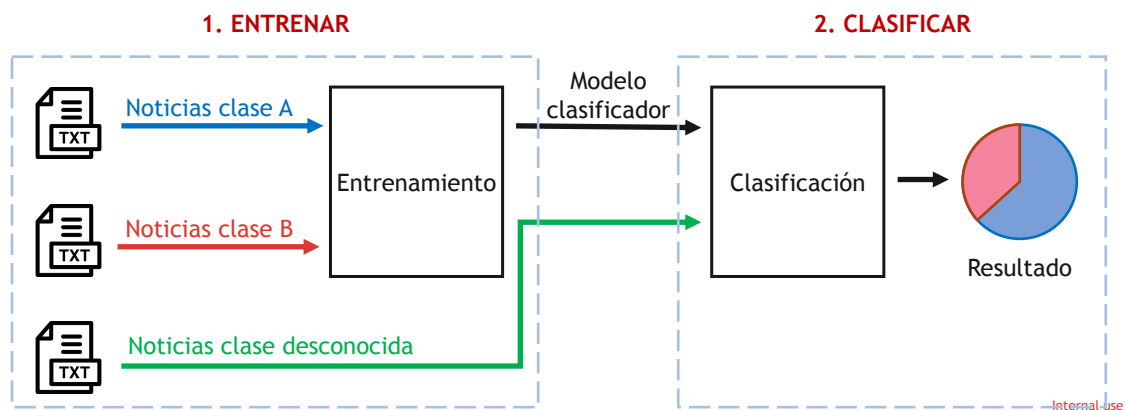 1. ENTRENAR
2. CLASIFICAR
Noticias clase A
TXT
Noticias clase B
TXT
Noticias clase desconocida
TXT
Entrenamiento
Modelo
clasificador
Clasificación
Resultado
Internal use